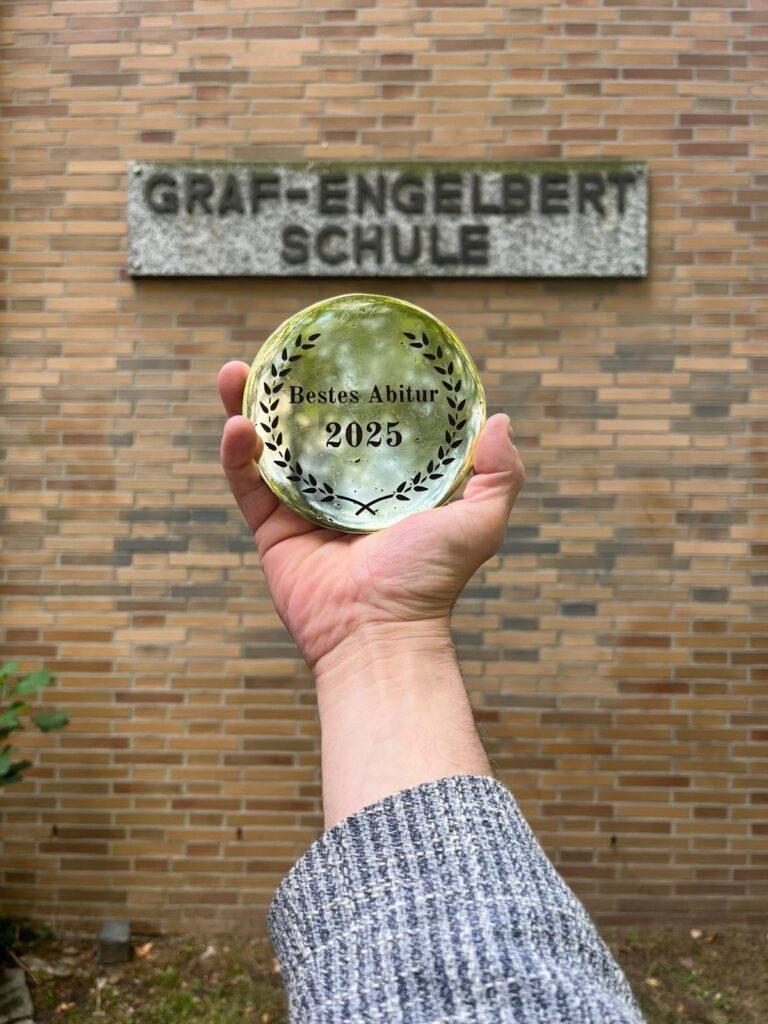 GRAF-ENGELBERT
SCHULE
Bestes Abitur
2025